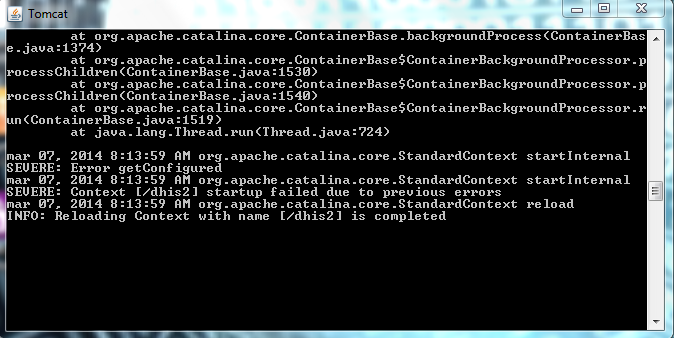 Tomcat
at org.apache.catalina.core.ContainerBase.backgroundProcess(ContainerBas
e.java:1374)
at org.apache.catalina.core.ContainerBase$ContainerBackgroundProcessor.p
rocessChildren(ContainerBase.java:1530)
at org.apache.catalina.core.ContainerBase$ContainerBackgroundProcessor.p
rocessChildren(ContainerBase.java:1540)
at org.apache.catalina.core.ContainerBase$ContainerBackgroundProcessor.r
un(ContainerBase.java:1519)
at java.lang.Thread.run(Thread.java:724)
mar 07, 2014 8:13:59 AM org.apache.catalina.core.StandardContext startInternal
SEVERE: Error getConfigured
mar 07, 2014 8:13:59 AM org.apache.catalina.core.StandardContext startInternal
SEVERE: Context [/dhis2] startup failed due to previous errors
mar 07, 2014 8:13:59 AM org.apache.catalina.core.StandardContext reload
INFO: Reloading Context with name [/dhis2] is completed